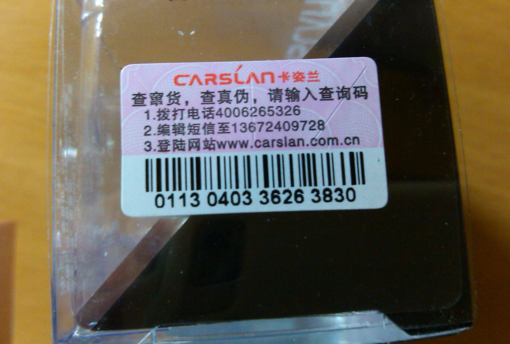 CARSLAN卡姿兰
查窜货，查真伪，请输入查询码
1.拨打电话4006265326
2.编辑短信至13672409728
3.登陆网站www.carslan.com.cn
0113 0403 3626 3830